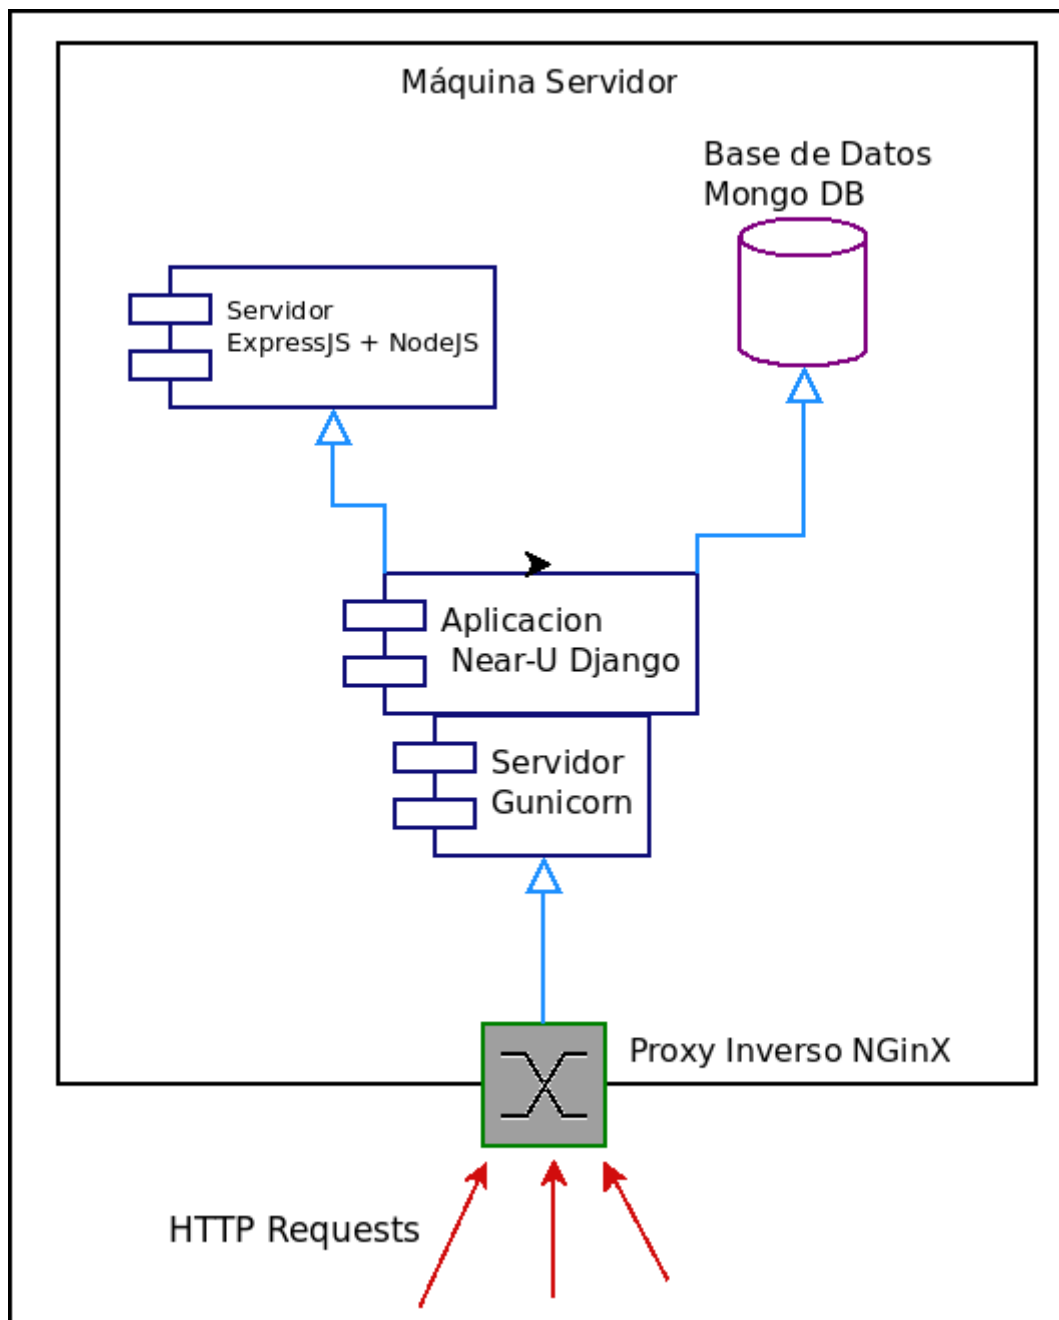 Máquina Servidor
Base de Datos
Mongo DB
Servidor
ExpressJS + NodeJS
Aplicacion
Near-U Django
Servidor
Gunicorn
Proxy Inverso NGinX
HTTP Requests